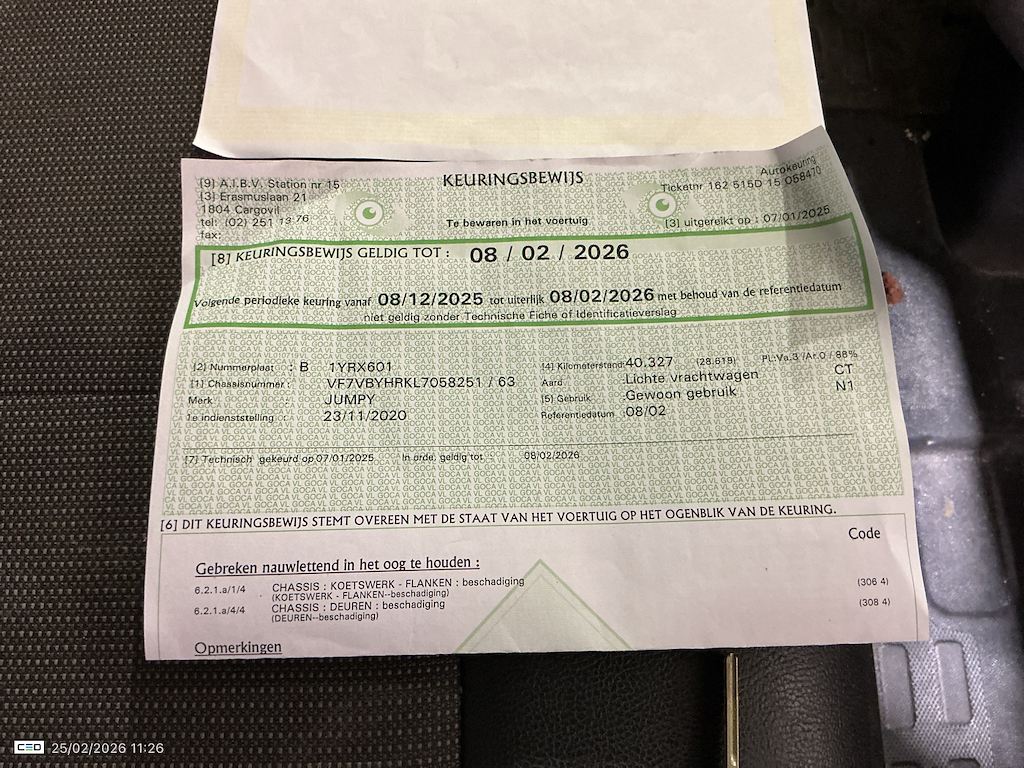 [9] A.I.B.V. Station nr 15
[3] Erasmuslaan 21
1804 Cargovil
tel: (02) 251 13 76
fax:
KEURINGSBEWIJS
Te bewaren in het voertuig
Autokeuring
Ticketnr 162 515D 15 058470
[3] uitgereikt op : 07/01/2025
[8] KEURINGSBEWIJS GELDIG TOT : 08 / 02 / 2026
Volgende periodieke keuring vanaf 08/12/2025 tot uiterlijk 08/02/2026 met behoud van de referentiedatum
niet geldig zonder Technische Fiche of Identificatieverslag
[2] Nummerplaat : B 1YRX601
[1] Chassisnummer : VF7VBYHRKL7058251 / 63
Merk : JUMPY
1e indienststelling : 23/11/2020
[4] Kilometerstand : 40.327 (28.619) PL:Va.3 /Ar.0 / 88%
Aard Lichte vrachtwagen CT
[5] Gebruik Gewoon gebruik N1
Referentiedatum : 08/02
[7] Technisch gekeurd op 07/01/2025 In orde, geldig tot : 08/02/2026
[6] DIT KEURINGSBEWIJS STEMT OVEREEN MET DE STAAT VAN HET VOERTUIG OP HET OGENBLIK VAN DE KEURING.
Code
Gebreken nauwlettend in het oog te houden :
6.2.1.a/1/4 CHASSIS : KOETSWERK - FLANKEN : beschadiging (306 4)
(KOETSWERK - FLANKEN--beschadiging)
6.2.1.a/4/4 CHASSIS : DEUREN : beschadiging (308 4)
(DEUREN--beschadiging)
Opmerkingen
CEO 25/02/2026 11:26